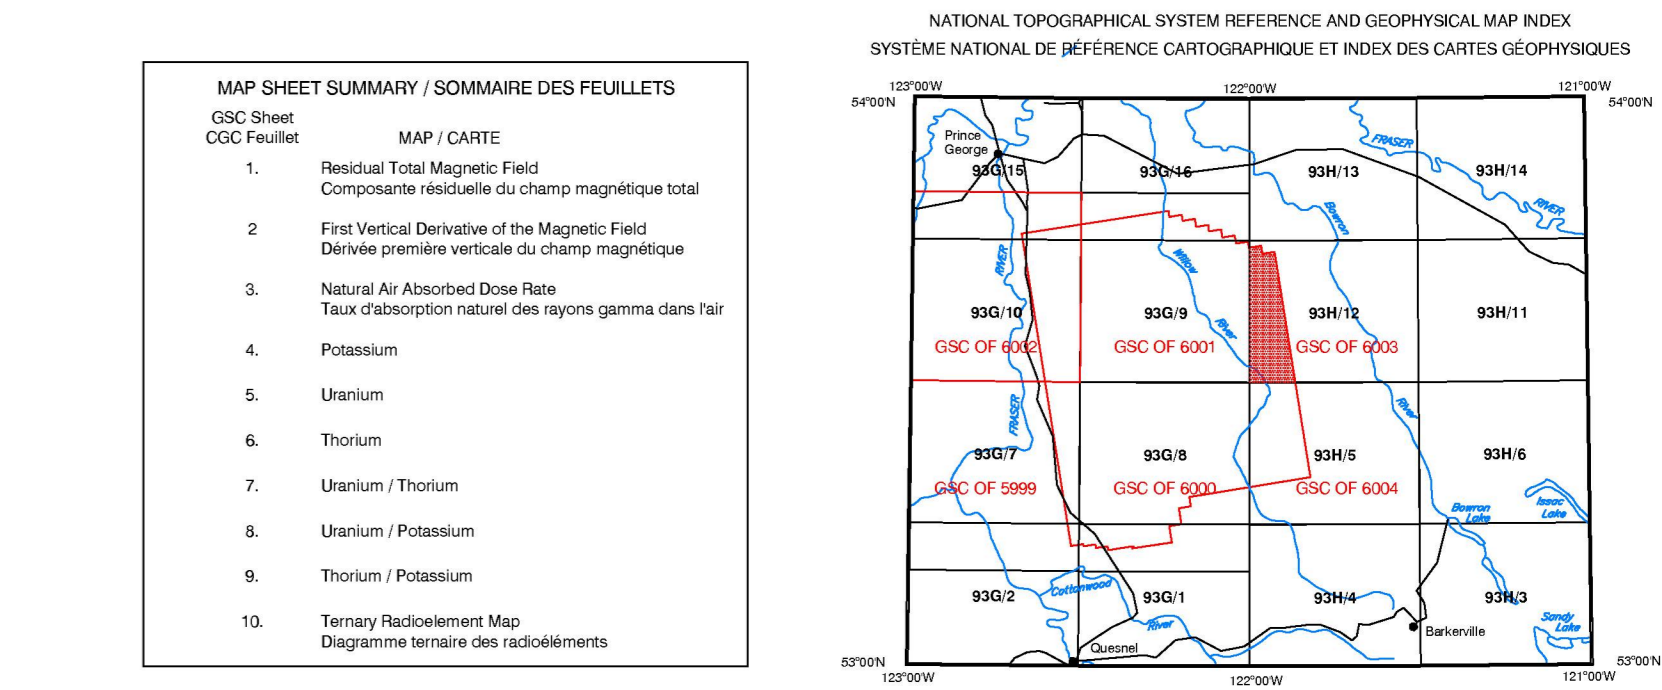 MAP SHEET SUMMARY / SOMMAIRE DES FEUILLETS
GSC Sheet
CGC Feuillet
MAP / CARTE
1. Residual Total Magnetic Field
Composante résiduelle du champ magnétique total
2 First Vertical Derivative of the Magnetic Field
Dérivée première verticale du champ magnétique
3. Natural Air Absorbed Dose Rate
Taux d'absorption naturel des rayons gamma dans l'air
4. Potassium
5. Uranium
6. Thorium
7. Uranium / Thorium
8. Uranium / Potassium
9. Thorium / Potassium
10. Ternary Radioelement Map
Diagramme ternaire des radioéléments
NATIONAL TOPOGRAPHICAL SYSTEM REFERENCE AND GEOPHYSICAL MAP INDEX
SYSTÈME NATIONAL DE RÉFÉRENCE CARTOGRAPHIQUE ET INDEX DES CARTES GÉOPHYSIQUES
123°00'W
122°00'W
121°00'W
54°00'N
54°00'N
Prince
George
FRASER
RIVER
93G/15
93G/16
93H/13
93H/14
Bowron
RIVER
Willow
River
93G/10
93G/9
93H/12
93H/11
GSC OF 6002
GSC OF 6001
GSC OF 6003
FRASER
River
93G/7
93G/8
93H/5
93H/6
GSC OF 5999
GSC OF 6000
GSC OF 6004
Issac
Lake
Bowron
Lake
Cottonwood
River
93G/2
93G/1
93H/4
93H/3
Quesnel
Barkerville
Sandy
Lake
53°00'N
53°00'N
123°00'W
122°00'W
121°00'W